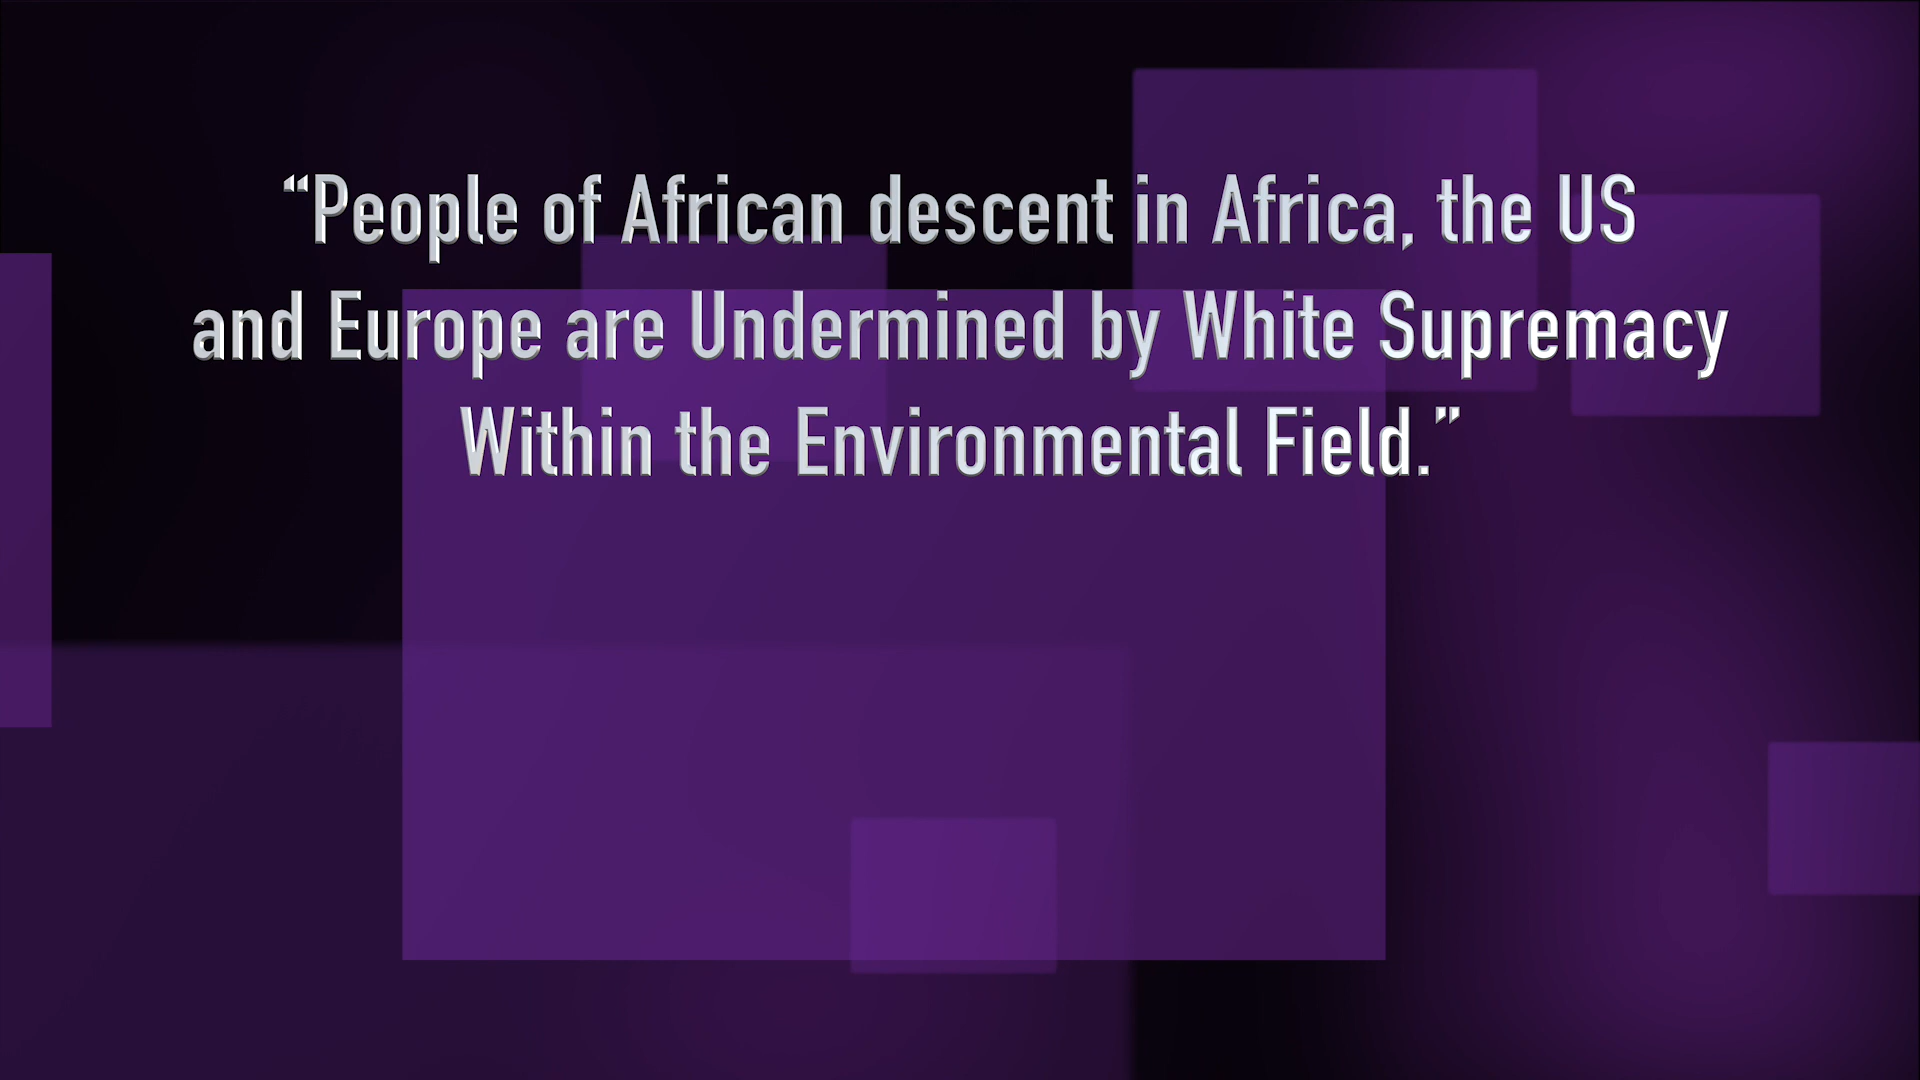 “People of African descent in Africa, the US
and Europe are Undermined by White Supremacy
Within the Environmental Field.”